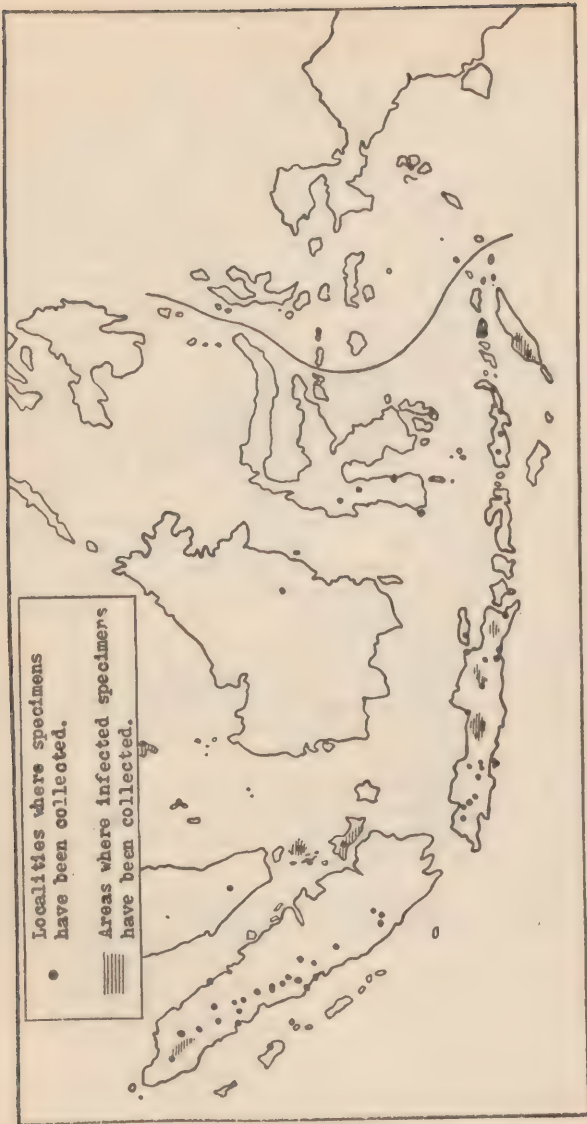 Localities where specimens
have been collected.
Areas where infected specimens
have been collected.